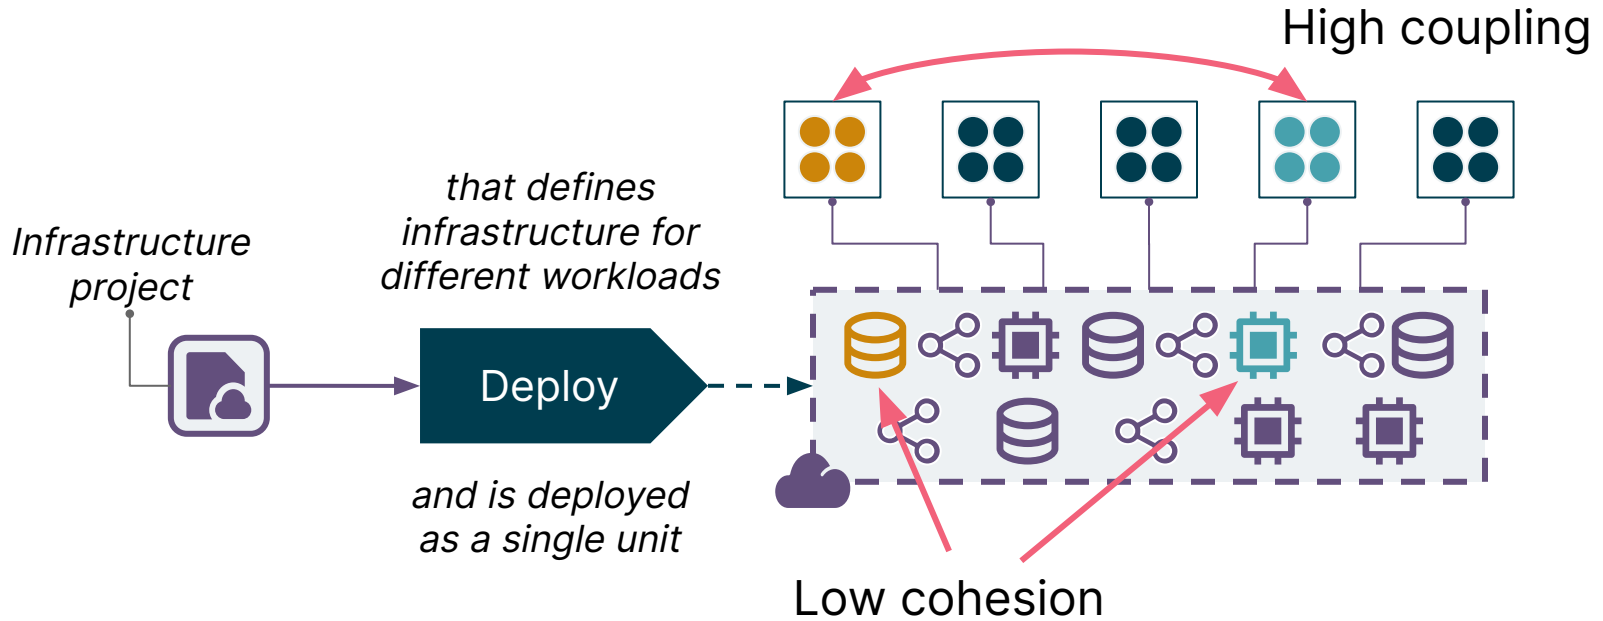 High coupling
that defines
infrastructure for
different workloads
Infrastructure
project
Deploy
and is deployed
as a single unit
Low cohesion